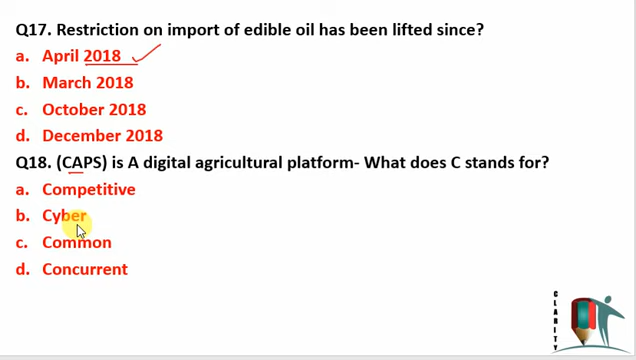 Q17. Restriction on import of edible oil has been lifted since?
a. April 2018
b. March 2018
c. October 2018
d. December 2018
Q18. (CAPS) is A digital agricultural platform- What does C stands for?
a. Competitive
b. Cyber
c. Common
d. Concurrent
CLARITY